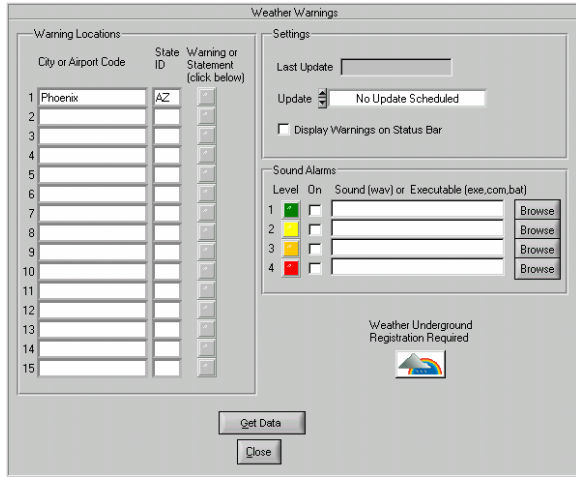 Weather Warnings
Warning Locations
City or Airport Code
State ID
Warning or Statement (click below)
1 Phoenix AZ
2
3
4
5
6
7
8
9
10
11
12
13
14
15
Settings
Last Update
Update No Update Scheduled
Display Warnings on Status Bar
Sound Alarms
Level On Sound (wav) or Executable (exe,com,bat)
1 Browse
2 Browse
3 Browse
4 Browse
Weather Underground
Registration Required
Get Data
Close